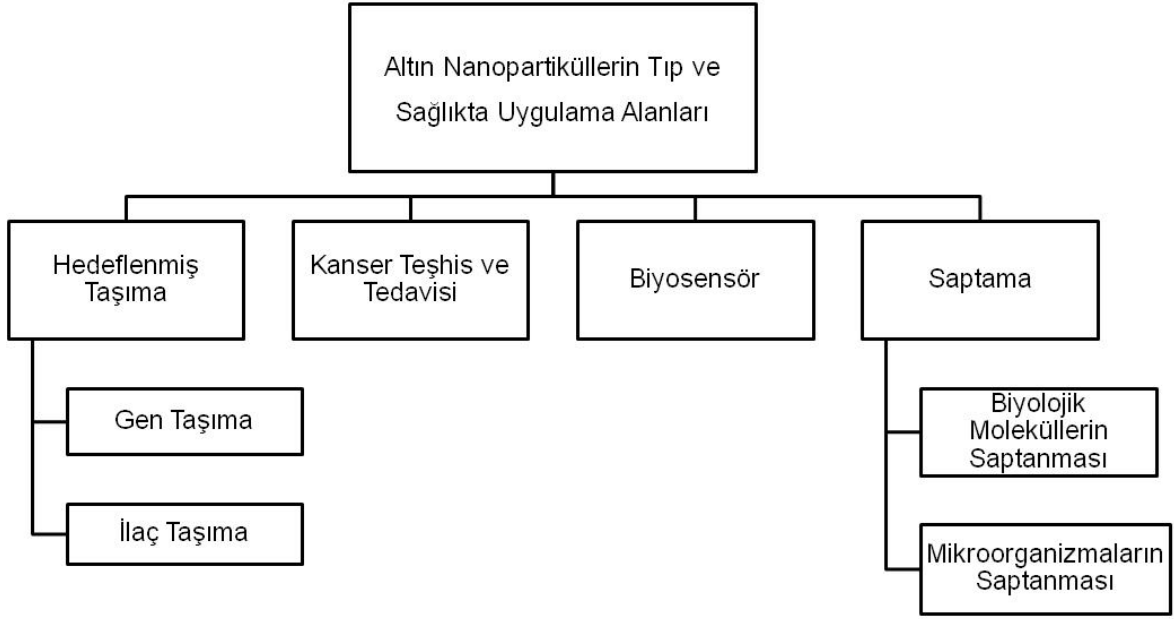 Altın Nanopartiküllerin Tıp ve
Sağlıkta Uygulama Alanları
Hedeflenmiş
Taşıma
Kanser Teşhis ve
Tedavisi
Biyosensör
Saptama
Gen Taşıma
İlaç Taşıma
Biyolojik
Moleküllerin
Saptanması
Mikroorganizmaların
Saptanması